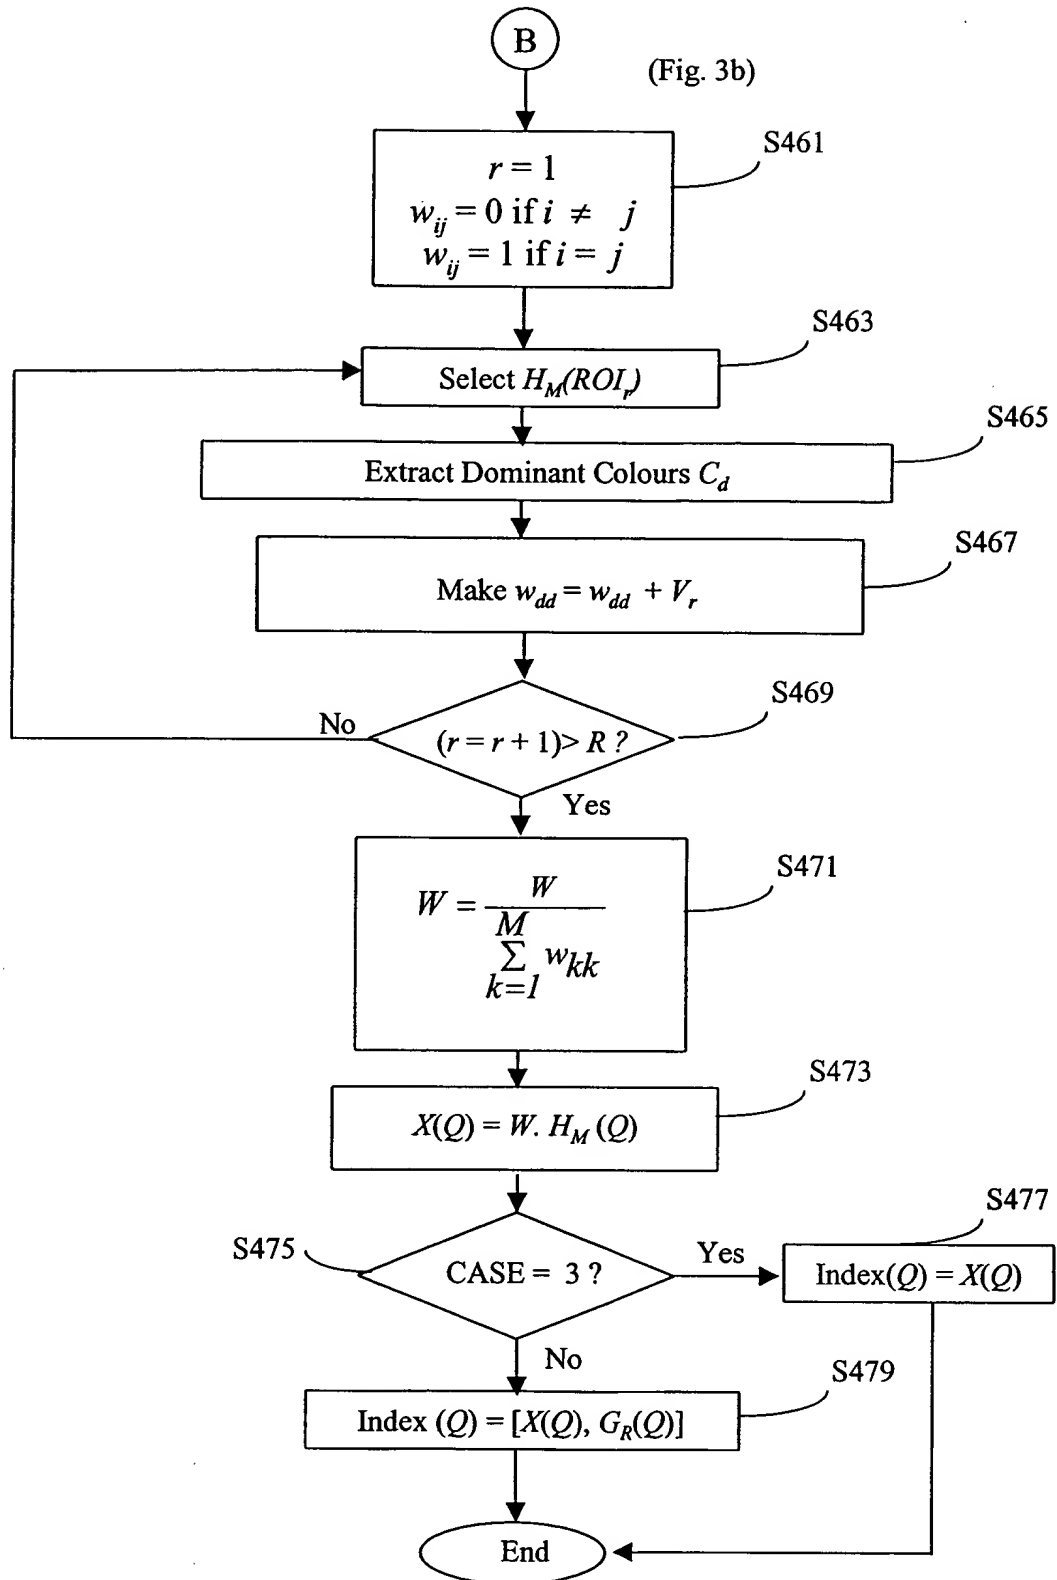 B
(Fig. 3b)
S461
r = 1
w_ij = 0 if i ≠ j
w_ij = 1 if i = j
S463
Select H_M(ROI_r)
S465
Extract Dominant Colours C_d
S467
Make w_dd = w_dd + V_r
S469
No
(r = r + 1) > R ?
Yes
S471
W = W / M ∑ k=1 w_kk
S473
X(Q) = W. H_M (Q)
S477
S475
Yes
CASE = 3 ?
Index(Q) = X(Q)
No
S479
Index (Q) = [X(Q), G_R(Q)]
End